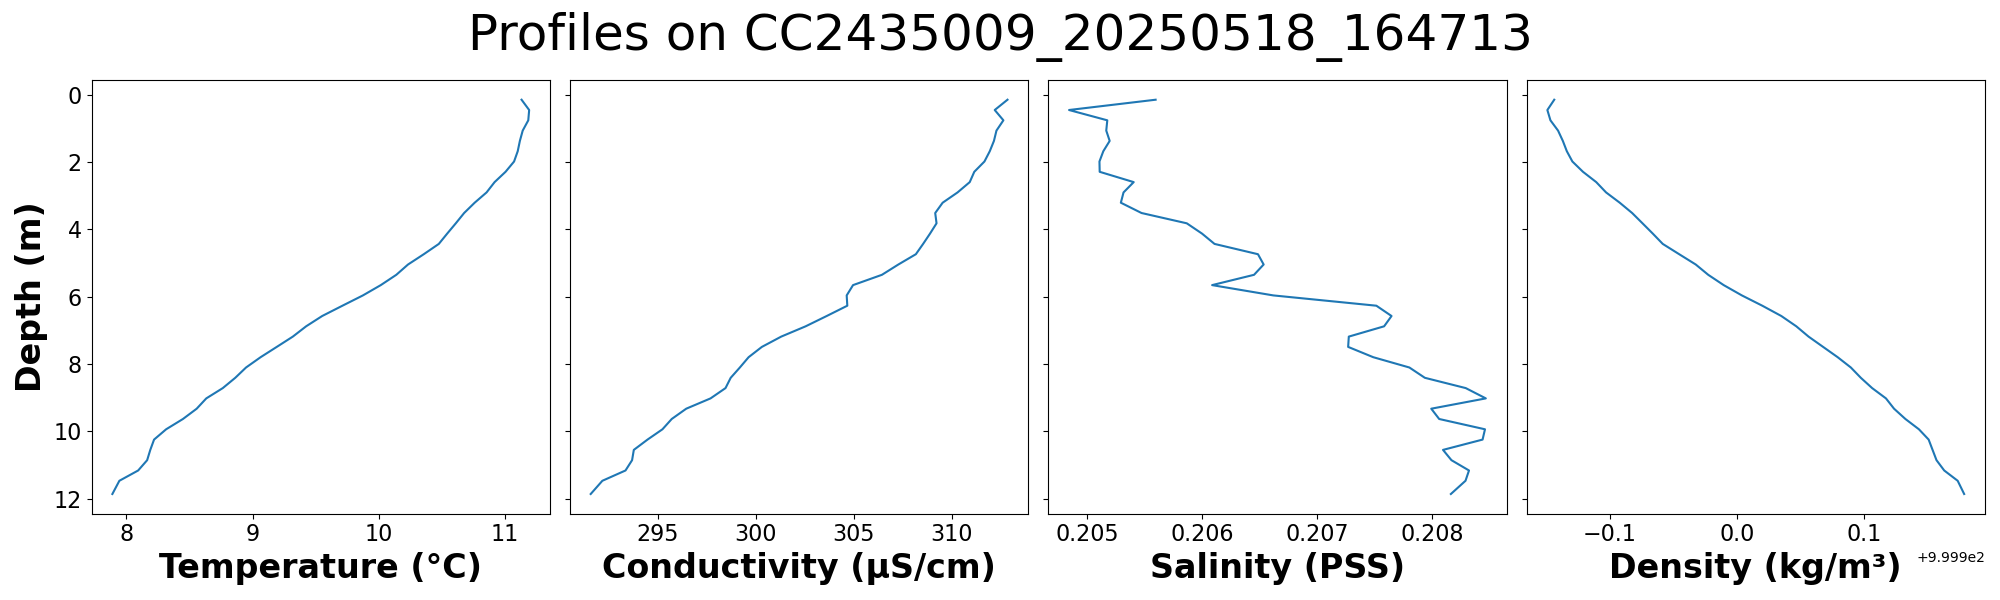 Profiles on CC2435009_20250518_164713
Depth (m)
0
2
4
6
8
10
12
8 9 10 11
Temperature (°C)
295 300 305 310
Conductivity (µS/cm)
0.205 0.206 0.207 0.208
Salinity (PSS)
−0.1 0.0 0.1
+9.999e2
Density (kg/m³)